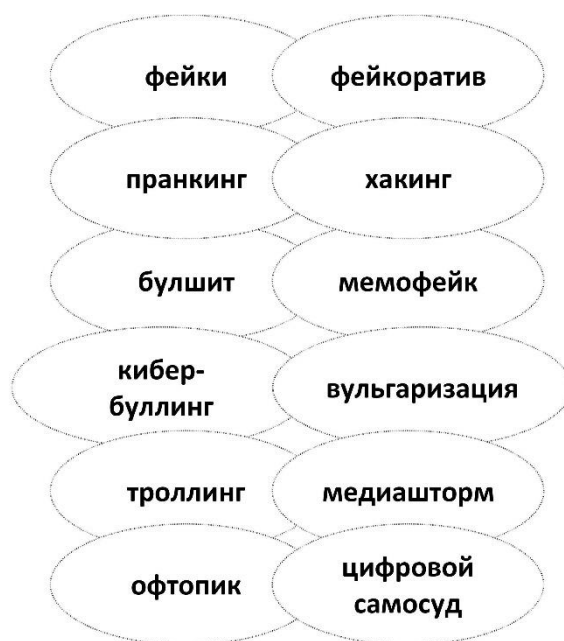 фейки
фейкоратив
пранкинг
хакинг
булшит
мемофейк
кибер-
буллинг
вульгаризация
троллинг
медиашторм
офтопик
цифровой
самосуд